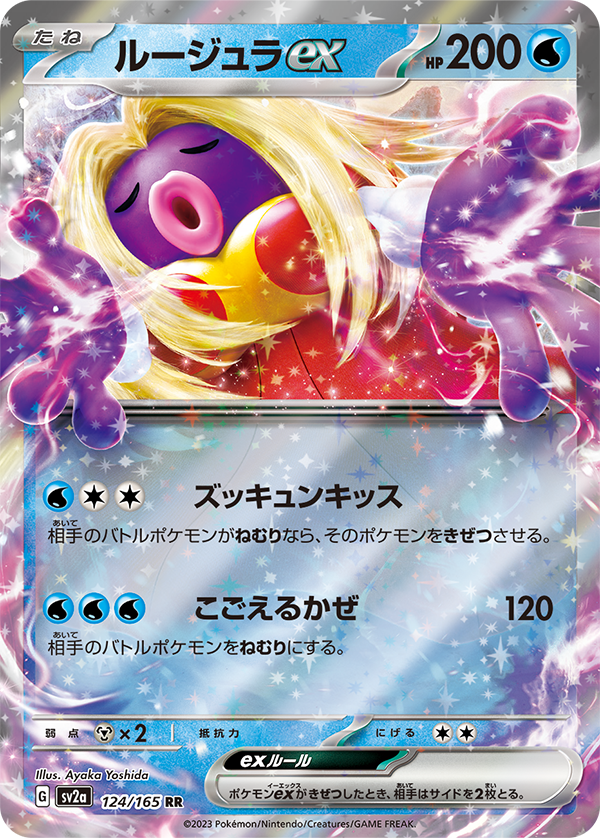 たね ルージュラex HP 200
ズッキュンキッス
相手のバトルポケモンがねむりなら、そのポケモンをきぜつさせる。
こごえるかぜ 120
相手のバトルポケモンをねむりにする。
弱点 ×2 抵抗力 にげる
exルール
ポケモンexがきぜつしたとき、相手はサイドを2枚とる。
Illus. Ayaka Yoshida
G sv2a 124/165 RR
©2023 Pokémon/Nintendo/Creatures/GAME FREAK.